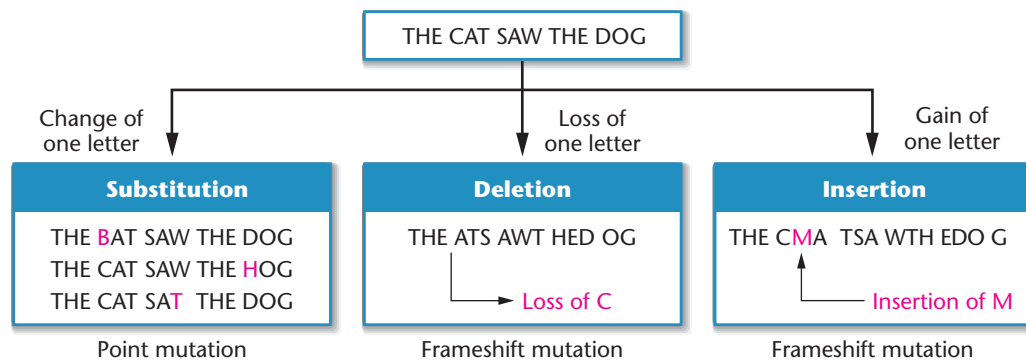 THE CAT SAW THE DOG
Change of
one letter
Loss of
one letter
Gain of
one letter
Substitution
THE BAT SAW THE DOG
THE CAT SAW THE HOG
THE CAT SAT THE DOG
Point mutation
Deletion
THE ATS AWT HED OG
Loss of C
Frameshift mutation
Insertion
THE CMA TSA WTH EDO G
Insertion of M
Frameshift mutation